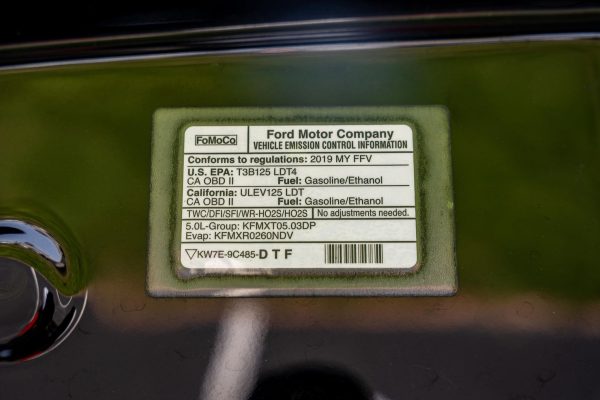 FoMoCo
Ford Motor Company
VEHICLE EMISSION CONTROL INFORMATION
Conforms to regulations: 2019 MY FFV
U.S. EPA: T3B125 LDT4
CA OBD II Fuel: Gasoline/Ethanol
California: ULEV125 LDT
CA OBD II Fuel: Gasoline/Ethanol
TWC/DFI/SFI/WR-HO2S/HO2S No adjustments needed.
5.0L-Group: KFMXT05.03DP
Evap: KFMXR0260NDV
KW7E-9C485-DTF